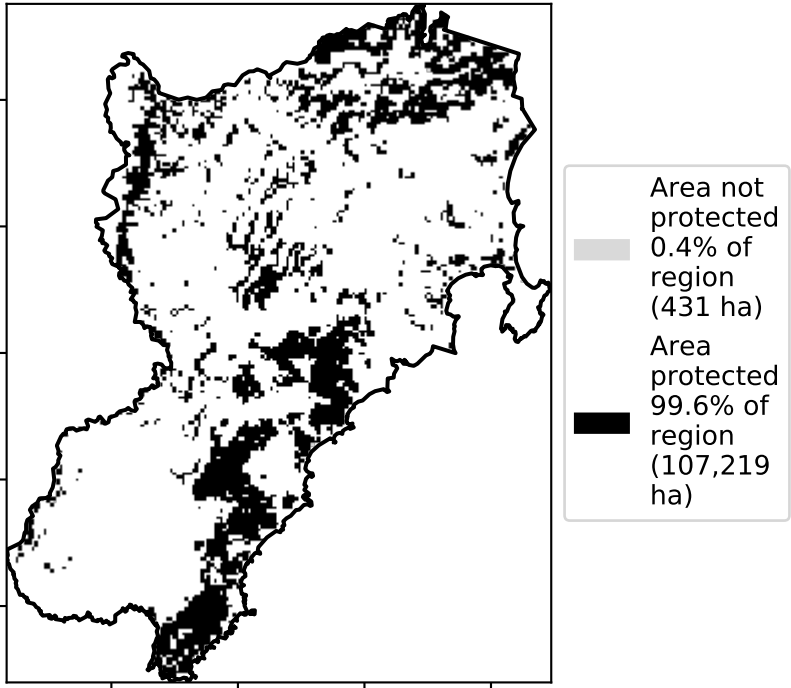 Area not
protected
0.4% of
region
(431 ha)
Area
protected
99.6% of
region
(107,219
ha)